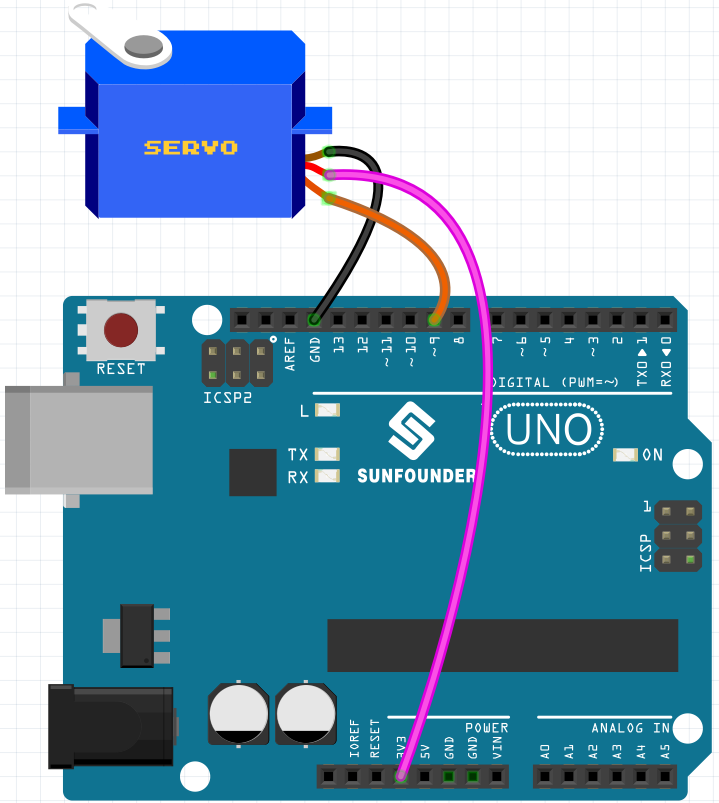 SERVO
RESET
ICSP2
AREF
GND
13
12
~11
~10
~9
8
7
~6
~5
4
~3
2
TXO▶1
RXO◀0
DIGITAL (PWM=~)
L
TX
RX
SUNFOUNDER
UNO
ON
1
ICSP
IOREF
RESET
3V3
5V
GND
GND
VIN
POWER
ANALOG IN
A0
A1
A2
A3
A4
A5